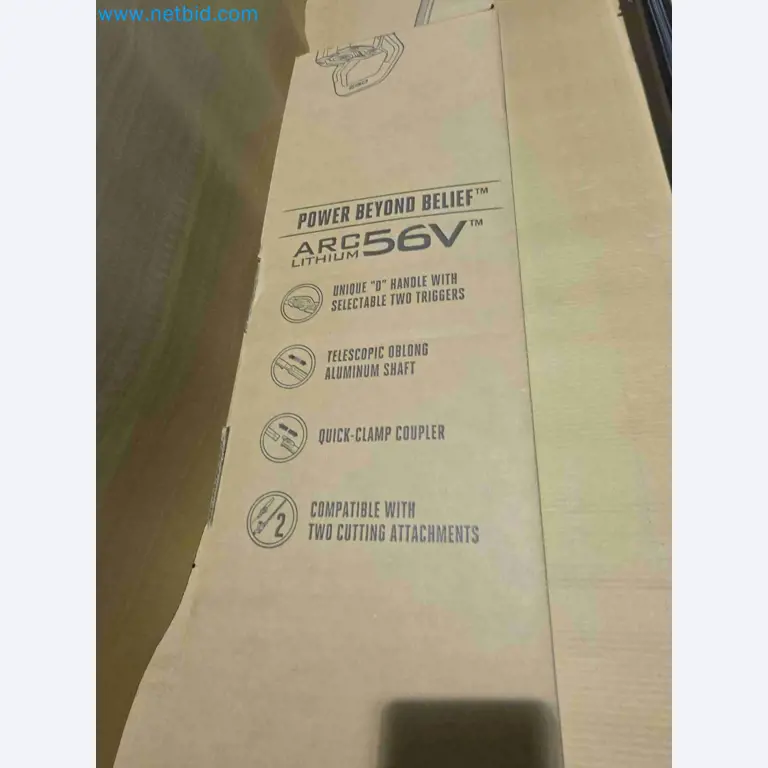 www.netbid.com
POWER BEYOND BELIEF™
ARC LITHIUM 56V™
UNIQUE "D" HANDLE WITH
SELECTABLE TWO TRIGGERS
TELESCOPIC OBLONG
ALUMINUM SHAFT
QUICK-CLAMP COUPLER
2
COMPATIBLE WITH
TWO CUTTING ATTACHMENTS